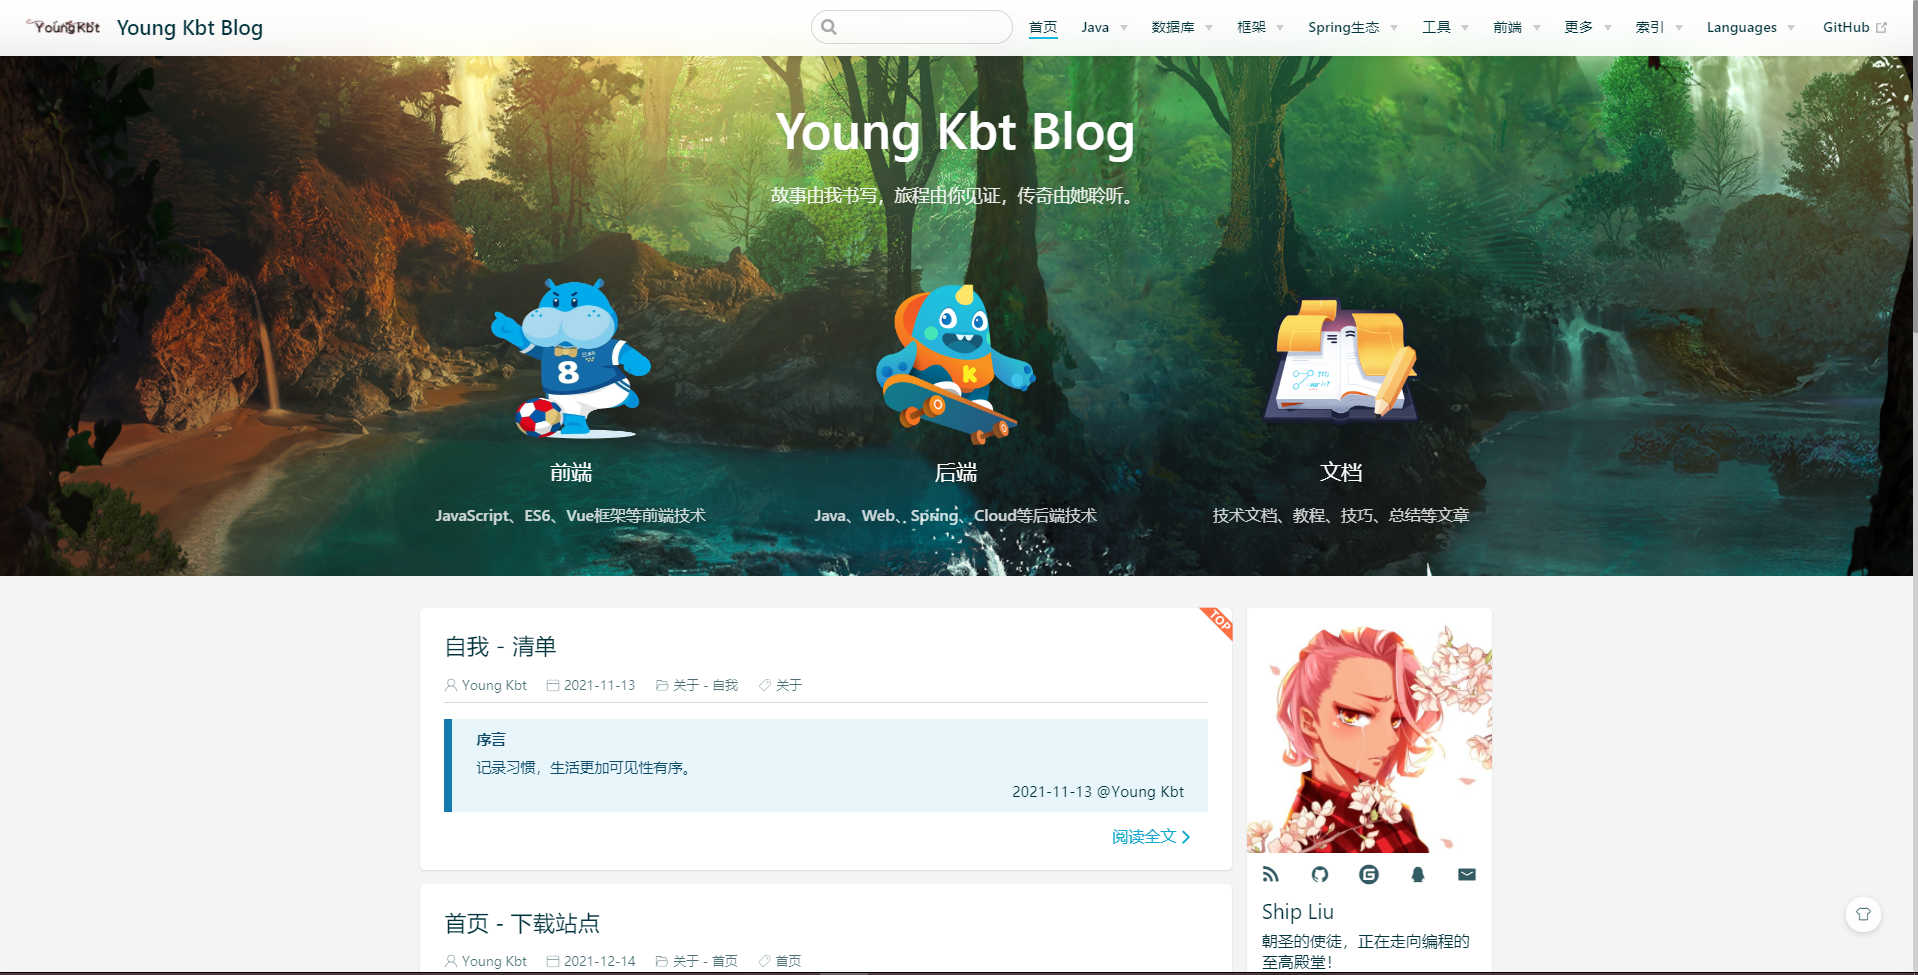 YoungKbt Young Kbt Blog 首页 Java 数据库 框架 Spring生态 工具 前端 更多 索引 Languages GitHub
Young Kbt Blog
故事由我书写，旅程由你见证，传奇由她聆听。
8
K
前端
后端
文档
JavaScript、ES6、Vue框架等前端技术
Java、Web、Spring、Cloud等后端技术
技术文档、教程、技巧、总结等文章
TOP
自我 - 清单
Young Kbt 2021-11-13 关于 - 自我 关于
序言
记录习惯，生活更加可见性有序。
2021-11-13 @Young Kbt
阅读全文
首页 - 下载站点
Young Kbt 2021-12-14 关于 - 首页 首页
Ship Liu
朝圣的使徒，正在走向编程的
至高殿堂！